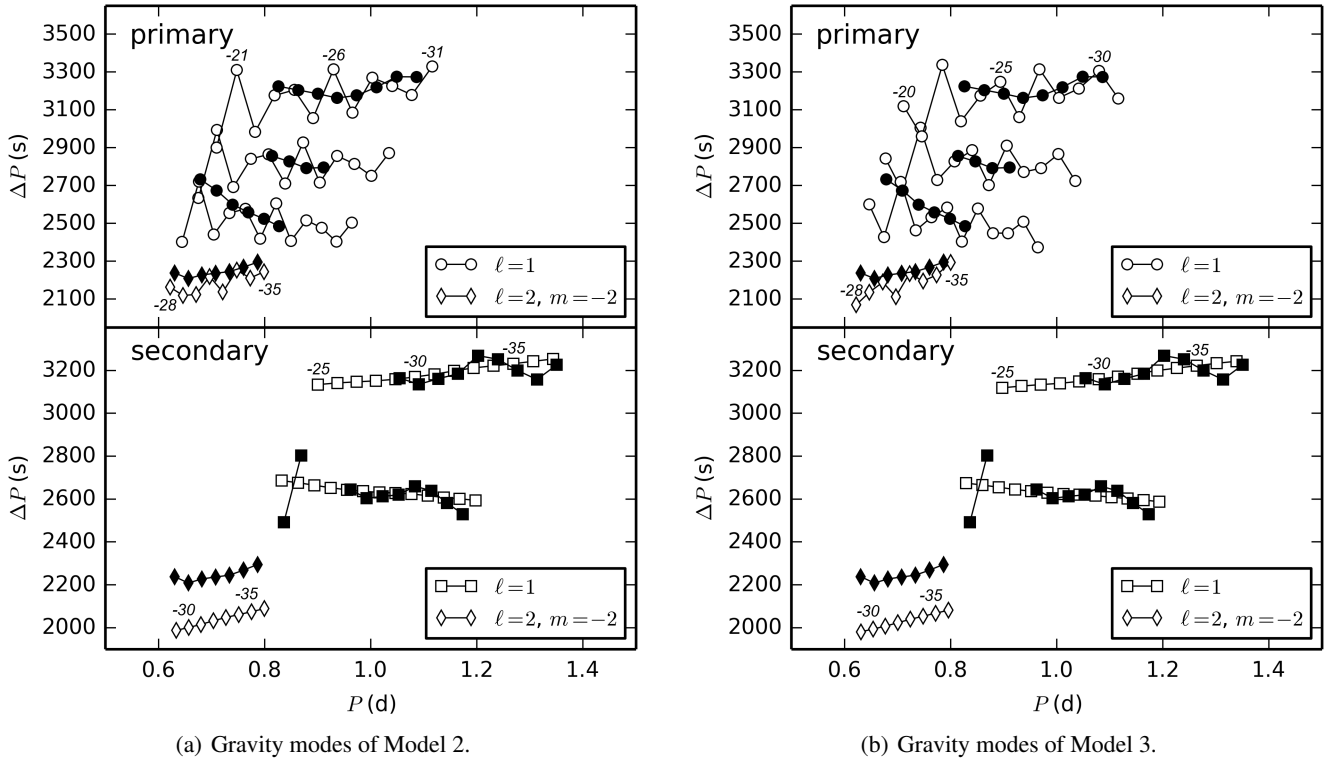 3500
3300
3100
2900
2700
2500
2300
2100
ΔP (s)
primary
-21
-26
-31
-28
-35
ℓ=1
ℓ=2, m=−2
3200
3000
2800
2600
2400
2200
2000
ΔP (s)
secondary
-25
-30
-35
-30
-35
ℓ=1
ℓ=2, m=−2
0.6 0.8 1.0 1.2 1.4
P (d)
(a) Gravity modes of Model 2.
3500
3300
3100
2900
2700
2500
2300
2100
ΔP (s)
primary
-20
-25
-30
-28
-35
ℓ=1
ℓ=2, m=−2
3200
3000
2800
2600
2400
2200
2000
ΔP (s)
secondary
-25
-30
-35
-30
-35
ℓ=1
ℓ=2, m=−2
0.6 0.8 1.0 1.2 1.4
P (d)
(b) Gravity modes of Model 3.